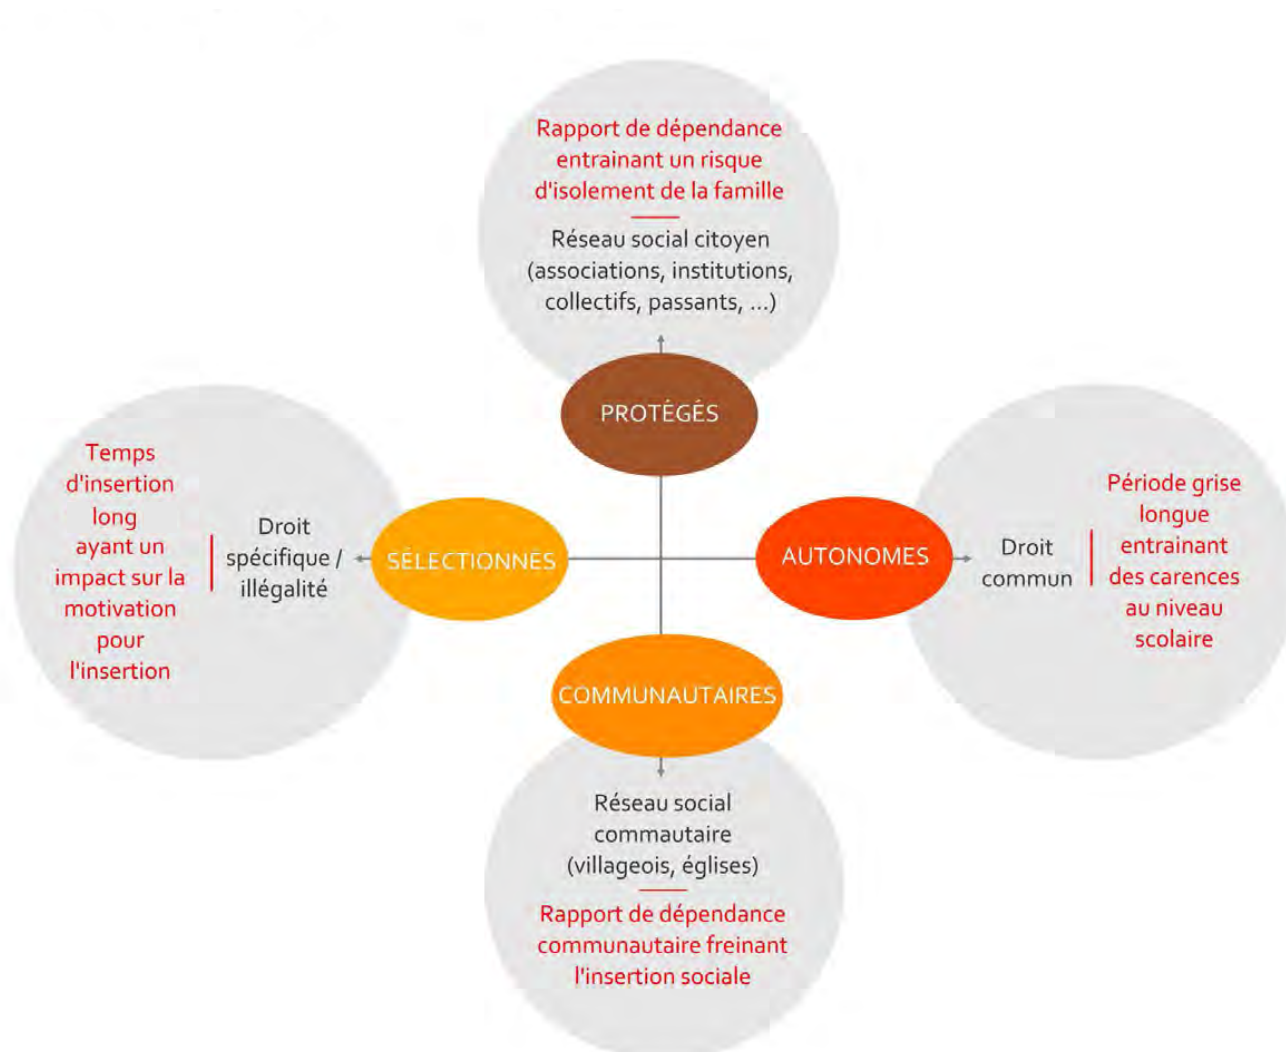 Rapport de dépendance
entrainant un risque
d'isolement de la famille
Réseau social citoyen
(associations, institutions,
collectifs, passants, ...)
PROTÉGÉS
Temps
d'insertion
long
ayant un
impact sur la
motivation
pour
l'insertion
Droit
spécifique /
illégalité
SÉLECTIONNÉS
AUTONOMES
Droit
commun
Période grise
longue
entrainant
des carences
au niveau
scolaire
COMMUNAUTAIRES
Réseau social
commautaire
(villageois, églises)
Rapport de dépendance
communautaire freinant
l'insertion sociale